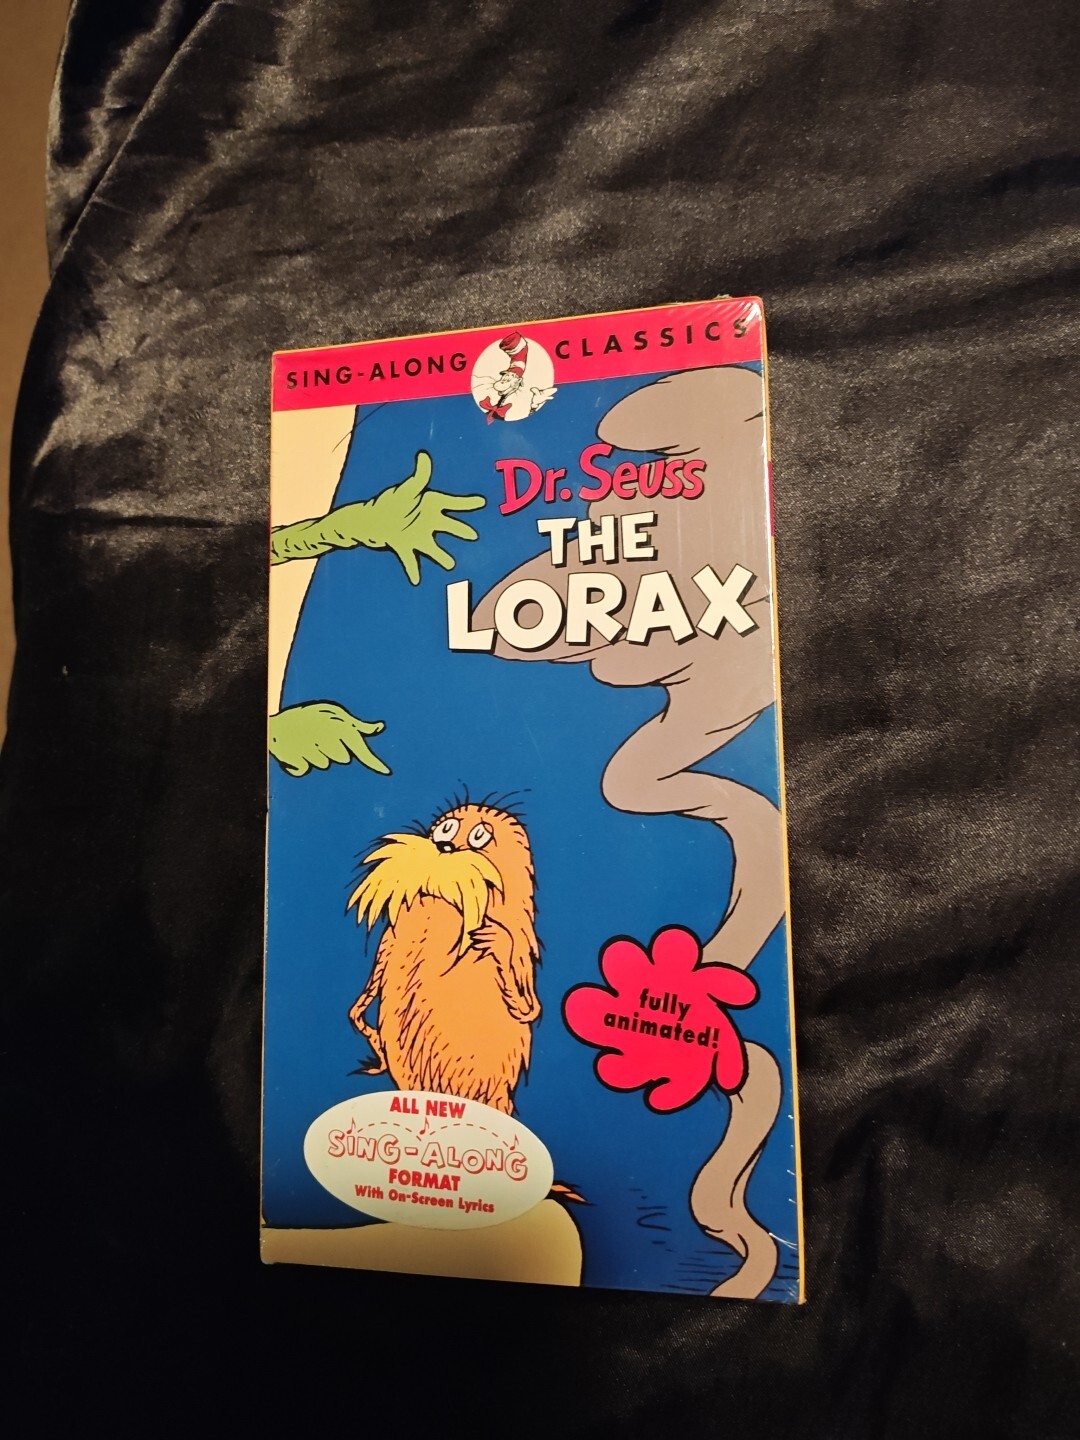 SING-ALONG CLASSICS
Dr. Seuss
THE
LORAX
fully
animated!
ALL NEW
SING-ALONG
FORMAT
With On-Screen Lyrics